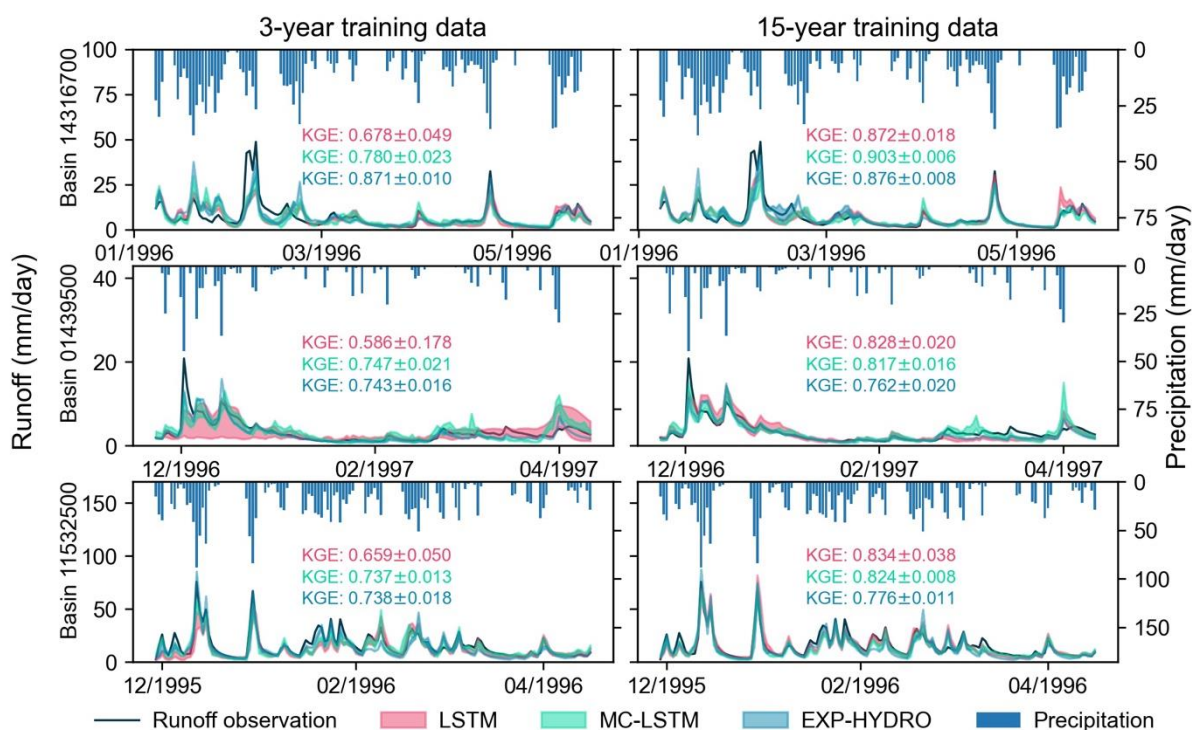 3-year training data
15-year training data
Runoff (mm/day)
Precipitation (mm/day)
Basin 14316700
100
75
50
25
0
KGE: 0.678±0.049
KGE: 0.780±0.023
KGE: 0.871±0.010
01/1996
03/1996
05/1996
KGE: 0.872±0.018
KGE: 0.903±0.006
KGE: 0.876±0.008
01/1996
03/1996
05/1996
0
25
50
75
Basin 01439500
40
20
0
KGE: 0.586±0.178
KGE: 0.747±0.021
KGE: 0.743±0.016
12/1996
02/1997
04/1997
KGE: 0.828±0.020
KGE: 0.817±0.016
KGE: 0.762±0.020
12/1996
02/1997
04/1997
0
25
50
75
Basin 11532500
150
100
50
0
KGE: 0.659±0.050
KGE: 0.737±0.013
KGE: 0.738±0.018
12/1995
02/1996
04/1996
KGE: 0.834±0.038
KGE: 0.824±0.008
KGE: 0.776±0.011
12/1995
02/1996
04/1996
0
50
100
150
Runoff observation
LSTM
MC-LSTM
EXP-HYDRO
Precipitation